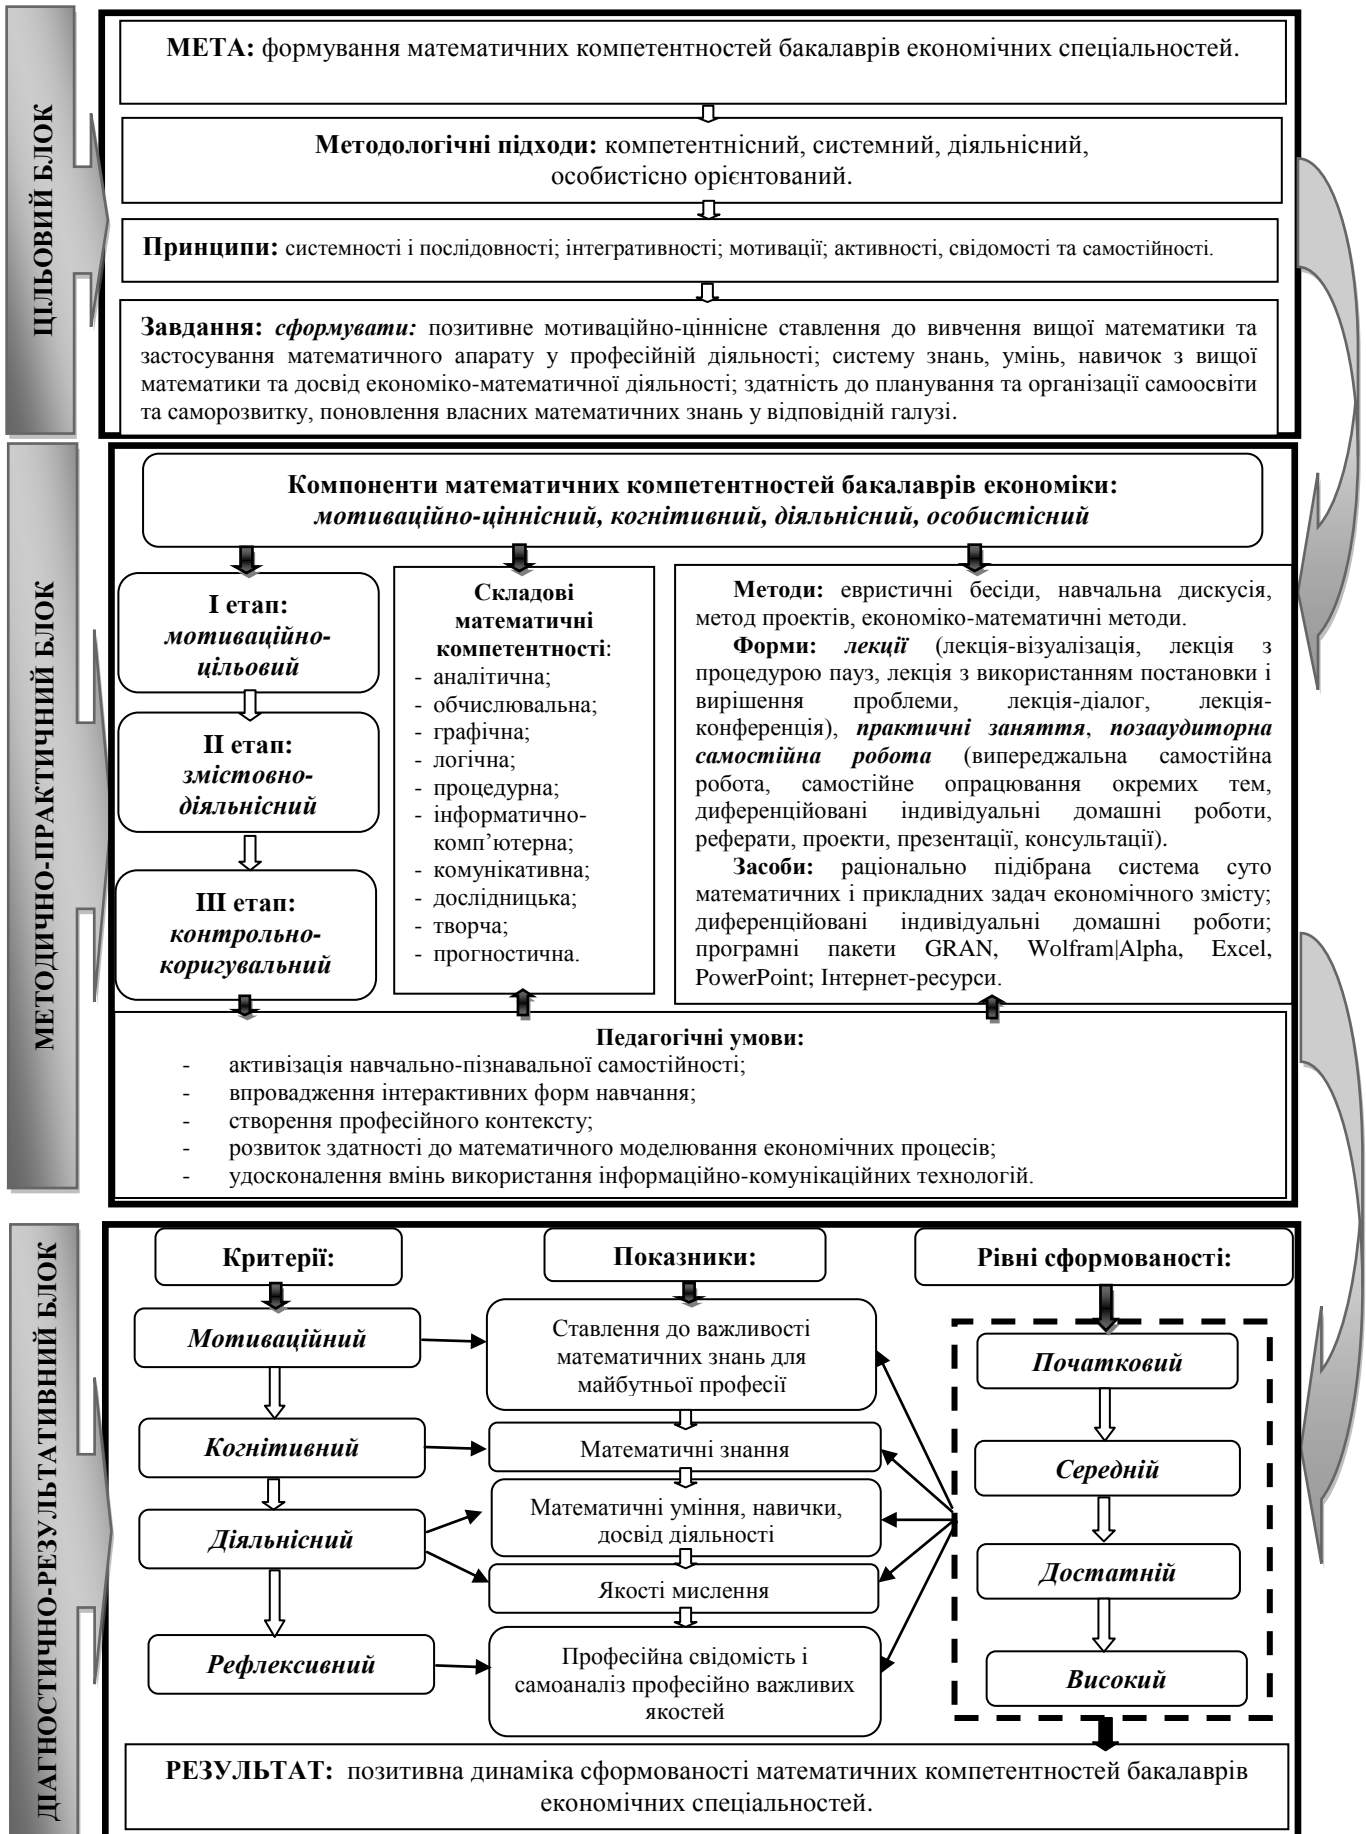 ЦІЛЬОВИЙ БЛОК
МЕТА: формування математичних компетентностей бакалаврів економічних спеціальностей.
Методологічні підходи: компетентнісний, системний, діяльнісний,
особистісно орієнтований.
Принципи: системності і послідовності; інтегративності; мотивації; активності, свідомості та самостійності.
Завдання: сформувати: позитивне мотиваційно-ціннісне ставлення до вивчення вищої математики та
застосування математичного апарату у професійній діяльності; систему знань, умінь, навичок з вищої
математики та досвід економіко-математичної діяльності; здатність до планування та організації самоосвіти
та саморозвитку, поновлення власних математичних знань у відповідній галузі.
МЕТОДИЧНО-ПРАКТИЧНИЙ БЛОК
Компоненти математичних компетентностей бакалаврів економіки:
мотиваційно-ціннісний, когнітивний, діяльнісний, особистісний
І етап:
мотиваційно-
цільовий
ІІ етап:
змістовно-
діяльнісний
ІІІ етап:
контрольно-
коригувальний
Складові
математичні
компетентності:
- аналітична;
- обчислювальна;
- графічна;
- логічна;
- процедурна;
- інформатично-
комп’ютерна;
- комунікативна;
- дослідницька;
- творча;
- прогностична.
Методи: евристичні бесіди, навчальна дискусія,
метод проектів, економіко-математичні методи.
Форми: лекції (лекція-візуалізація, лекція з
процедурою пауз, лекція з використанням постановки і
вирішення проблеми, лекція-діалог, лекція-
конференція), практичні заняття, позааудиторна
самостійна робота (випереджальна самостійна
робота, самостійне опрацювання окремих тем,
диференційовані індивідуальні домашні роботи,
реферати, проекти, презентації, консультації).
Засоби: раціонально підібрана система суто
математичних і прикладних задач економічного змісту;
диференційовані індивідуальні домашні роботи;
програмні пакети GRAN, Wolfram|Alpha, Excel,
PowerPoint; Інтернет-ресурси.
Педагогічні умови:
- активізація навчально-пізнавальної самостійності;
- впровадження інтерактивних форм навчання;
- створення професійного контексту;
- розвиток здатності до математичного моделювання економічних процесів;
- удосконалення вмінь використання інформаційно-комунікаційних технологій.
ДІАГНОСТИЧНО-РЕЗУЛЬТАТИВНИЙ БЛОК
Критерії:
Мотиваційний
Когнітивний
Діяльнісний
Рефлексивний
Показники:
Ставлення до важливості
математичних знань для
майбутньої професії
Математичні знання
Математичні уміння, навички,
досвід діяльності
Якості мислення
Професійна свідомість і
самоаналіз професійно важливих
якостей
Рівні сформованості:
Початковий
Середній
Достатній
Високий
РЕЗУЛЬТАТ: позитивна динаміка сформованості математичних компетентностей бакалаврів
економічних спеціальностей.